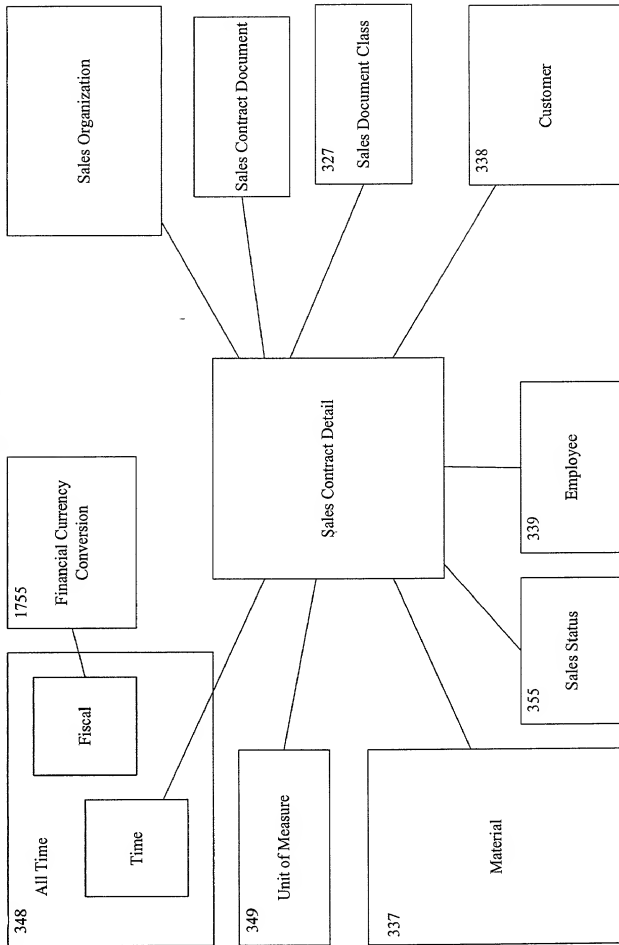 348
All Time
Time
Fiscal
1755
Financial Currency
Conversion
Sales Organization
Sales Contract Document
349
Unit of Measure
Sales Contract Detail
327
Sales Document Class
337
Material
355
Sales Status
339
Employee
338
Customer